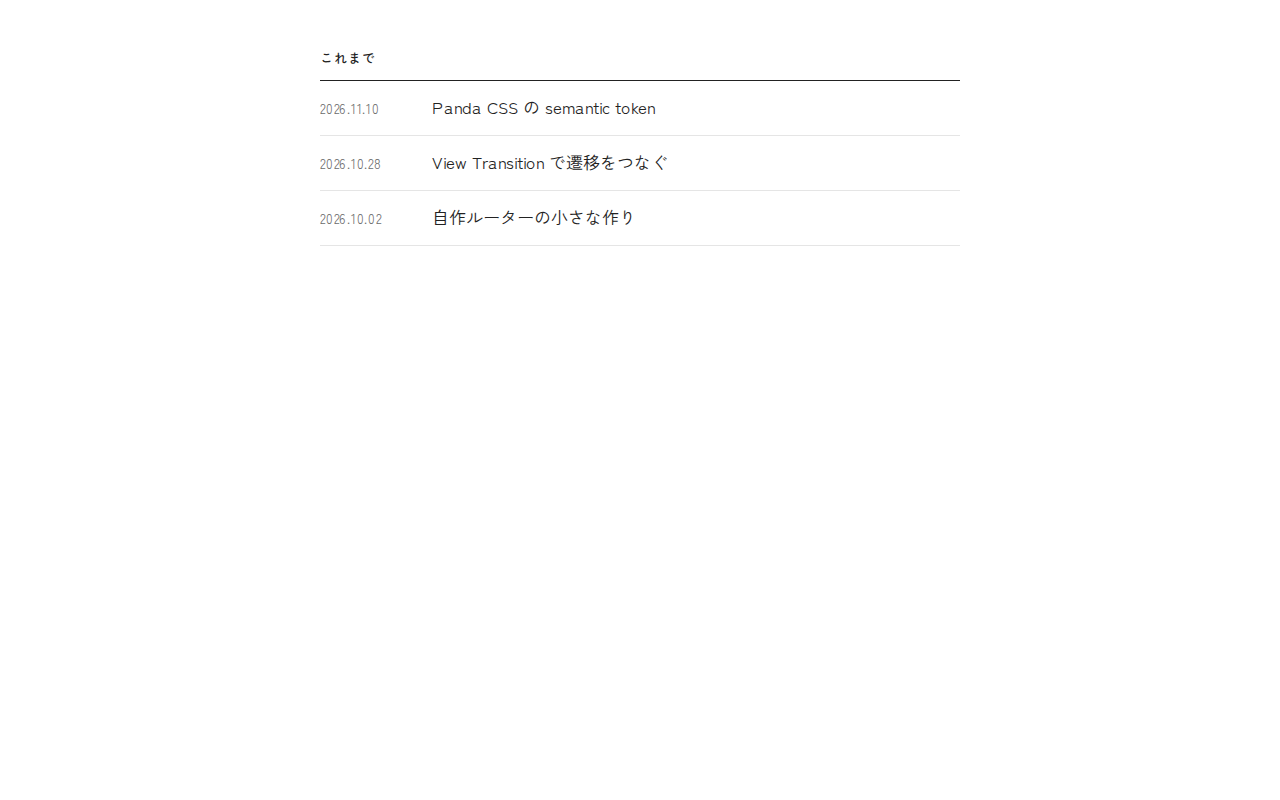 これまで
2026.11.10 Panda CSS の semantic token
2026.10.28 View Transition で遷移をつなぐ
2026.10.02 自作ルーターの小さな作り